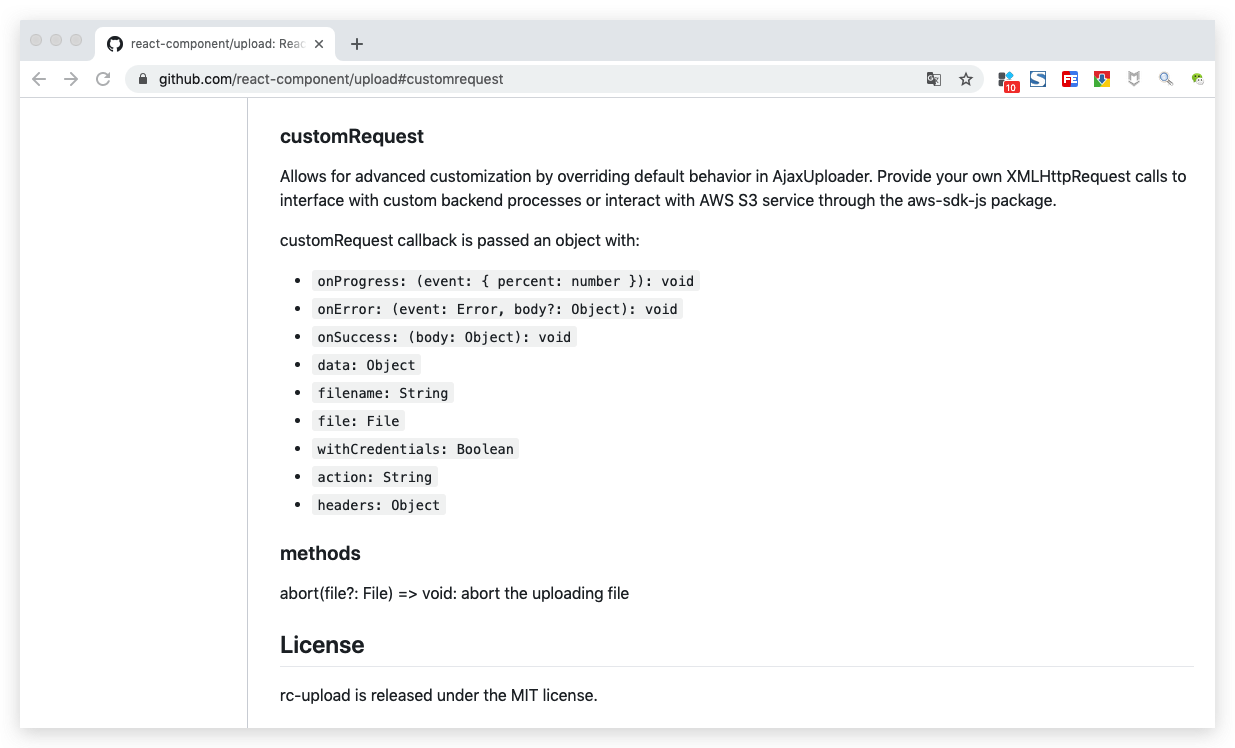 react-component/upload: Reac
github.com/react-component/upload#customrequest
10
FE
customRequest
Allows for advanced customization by overriding default behavior in AjaxUploader. Provide your own XMLHttpRequest calls to
interface with custom backend processes or interact with AWS S3 service through the aws-sdk-js package.
customRequest callback is passed an object with:
onProgress: (event: { percent: number }): void
onError: (event: Error, body?: Object): void
onSuccess: (body: Object): void
data: Object
filename: String
file: File
withCredentials: Boolean
action: String
headers: Object
methods
abort(file?: File) => void: abort the uploading file
License
rc-upload is released under the MIT license.